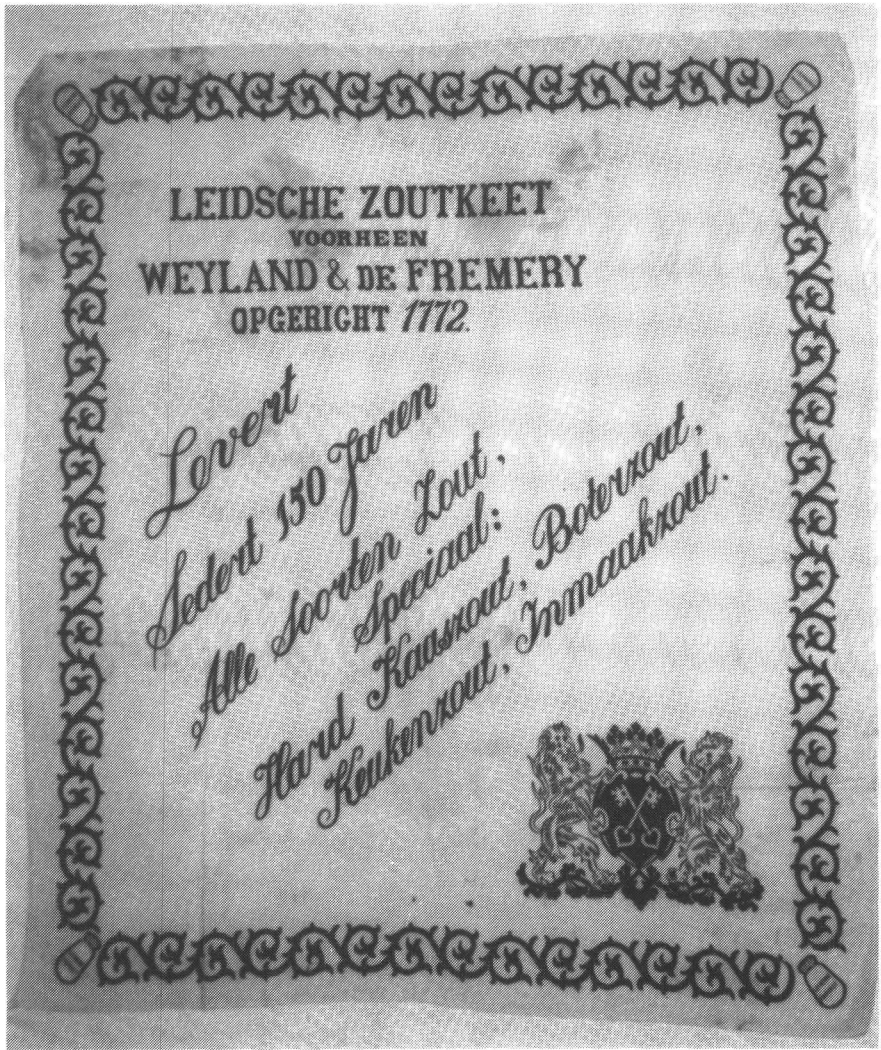 LEIDSCHE ZOUTKEET
VOORHEEN
WEYLAND & DE FREMERY
OPGERICHT 1772.
Levert
Sedert 150 Jaren
Alle Soorten Zout,
Speciaal:
Hard Kaaszout, Boterzout,
Keukenzout, Inmaakzout.